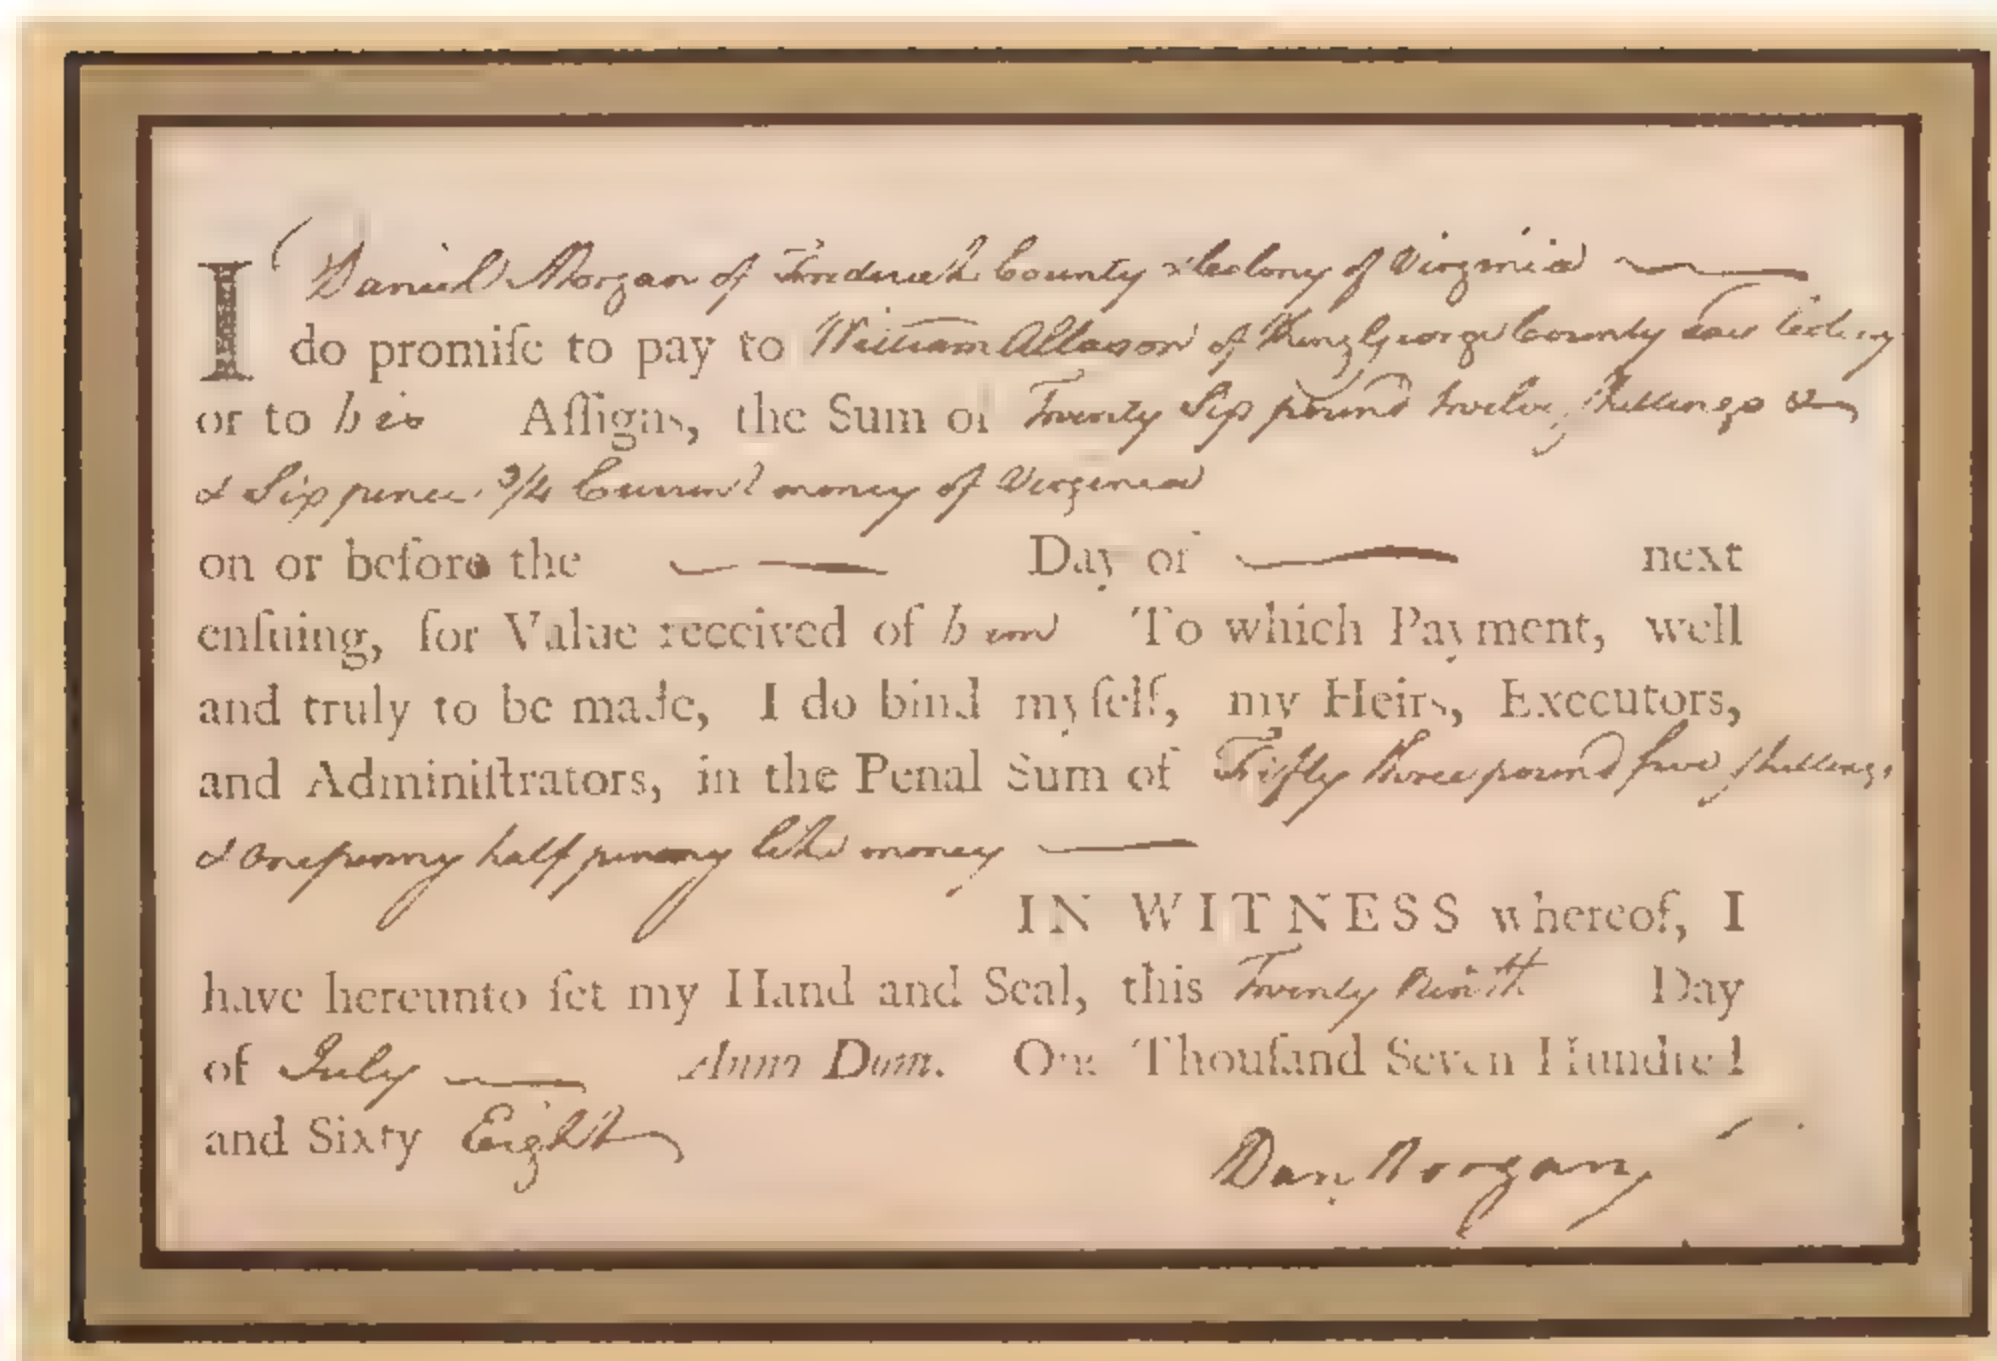 I Daniel Morgan of Frederick County & Colony of Virginia
do promiſe to pay to William Allason of King George County
or to his Aſſigns, the Sum of Twenty Six pound twelve Shillings &
& Six pence 3/4 Current money of Virginia
on or before the Day of next
enſuing, for Value received of him To which Payment, well
and truly to be made, I do bind myſelf, my Heirs, Executors,
and Adminiſtrators, in the Penal Sum of Fifty three pound five shillings
& One penny half penny like money
IN WITNESS whereof, I
have hereunto ſet my Hand and Seal, this Twenty Ninth Day
of July Anno Dom. One Thouſand Seven Hundred
and Sixty Eight
Dan Morgan